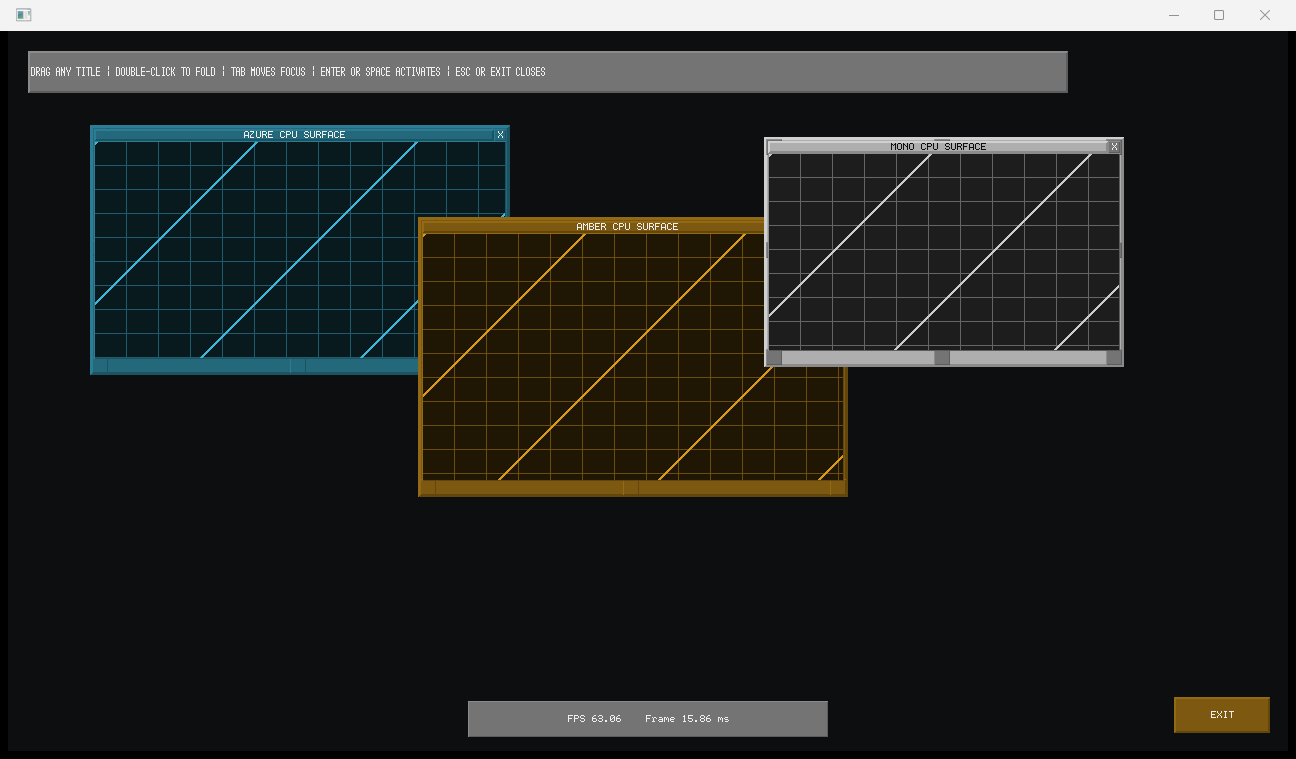 DRAG ANY TITLE ¦ DOUBLE-CLICK TO FOLD ¦ TAB MOVES FOCUS ¦ ENTER OR SPACE ACTIVATES ¦ ESC OR EXIT CLOSES
AZURE CPU SURFACE X
MONO CPU SURFACE X
AMBER CPU SURFACE
FPS 63.06 Frame 15.86 ms
EXIT